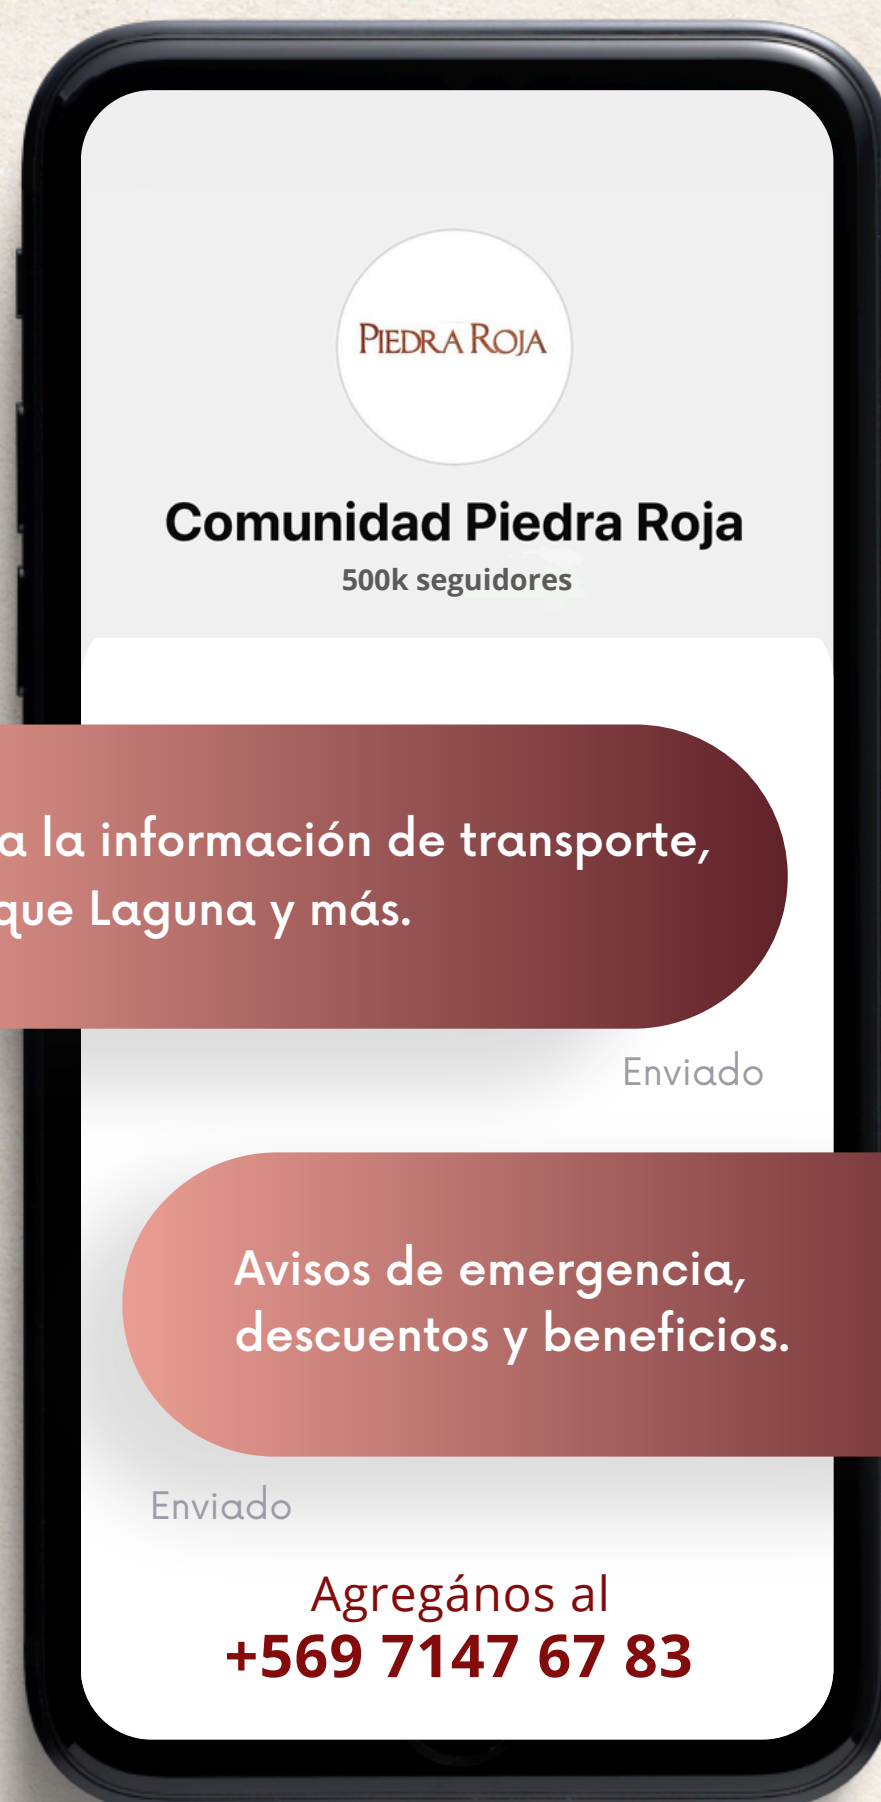 PIEDRA ROJA
Comunidad Piedra Roja
500k seguidores
a la información de transporte,
que Laguna y más.
Enviado
Avisos de emergencia,
descuentos y beneficios.
Enviado
Agregános al
+569 7147 67 83